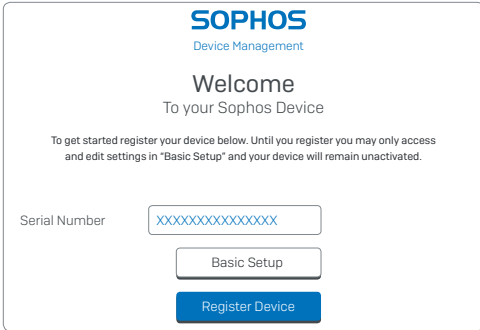 SOPHOS
Device Management
Welcome
To your Sophos Device
To get started register your device below. Until you register you may only access
and edit settings in “Basic Setup” and your device will remain unactivated.
Serial Number XXXXXXXXXXXXXXX
Basic Setup
Register Device